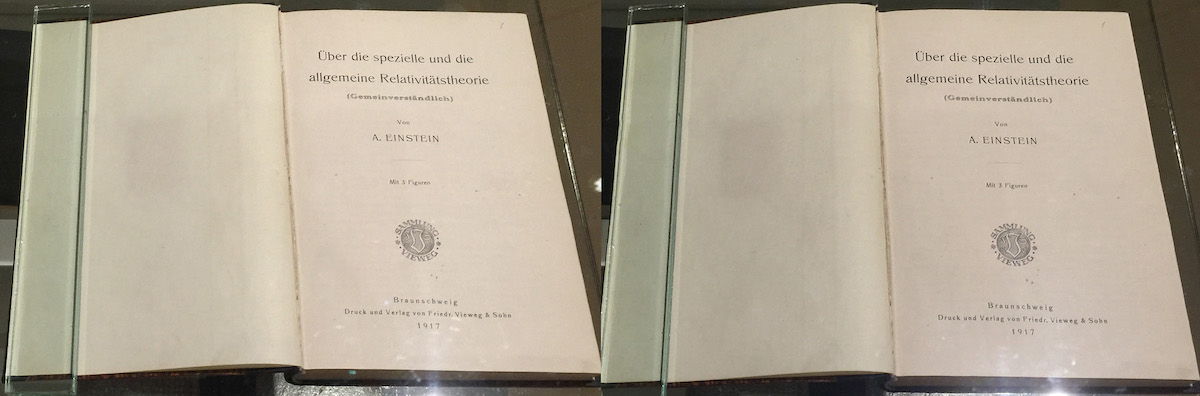 Über die spezielle und die
allgemeine Relativitätstheorie
(Gemeinverständlich)
Von
A. EINSTEIN
Mit 3 Figuren
SAMMLUNG
VIEWEG
Braunschweig
Druck und Verlag von Friedr. Vieweg & Sohn
1917
Über die spezielle und die
allgemeine Relativitätstheorie
(Gemeinverständlich)
Von
A. EINSTEIN
Mit 3 Figuren
SAMMLUNG
VIEWEG
Braunschweig
Druck und Verlag von Friedr. Vieweg & Sohn
1917